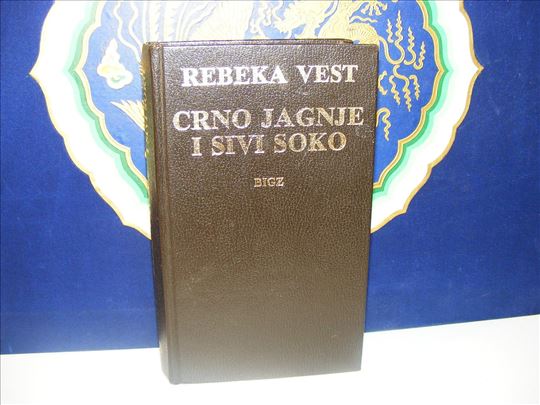 REBEKA VEST
CRNO JAGNJE
I SIVI SOKO
BIGZ